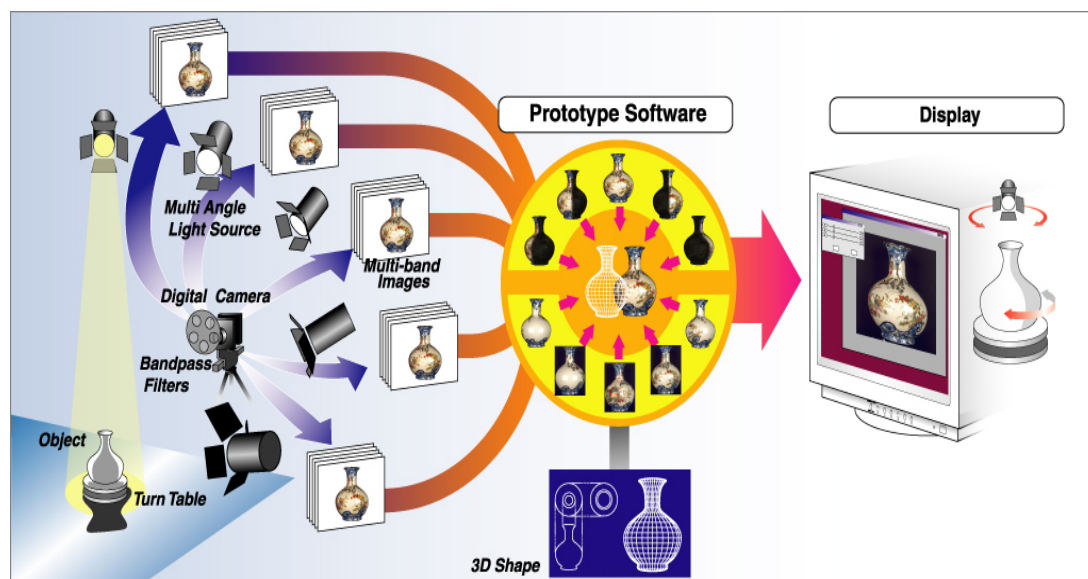 Prototype Software
Display
Multi Angle
Light Source
Multi-band
Images
Digital Camera
Bandpass
Filters
Object
Turn Table
3D Shape